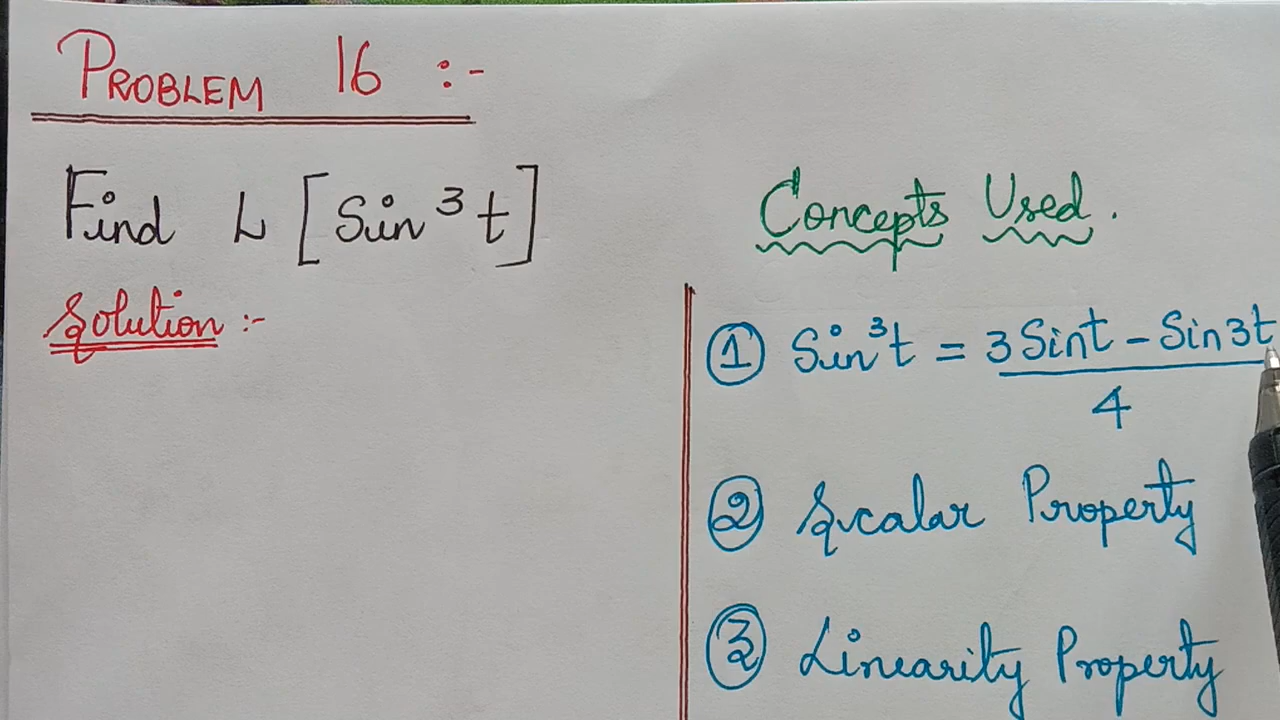 PROBLEM 16 :-
Find L [Sin³t]
Solution :-
Concepts Used.
① Sin³t = 3Sint - Sin3t
4
② Scalar Property
③ Linearity Property